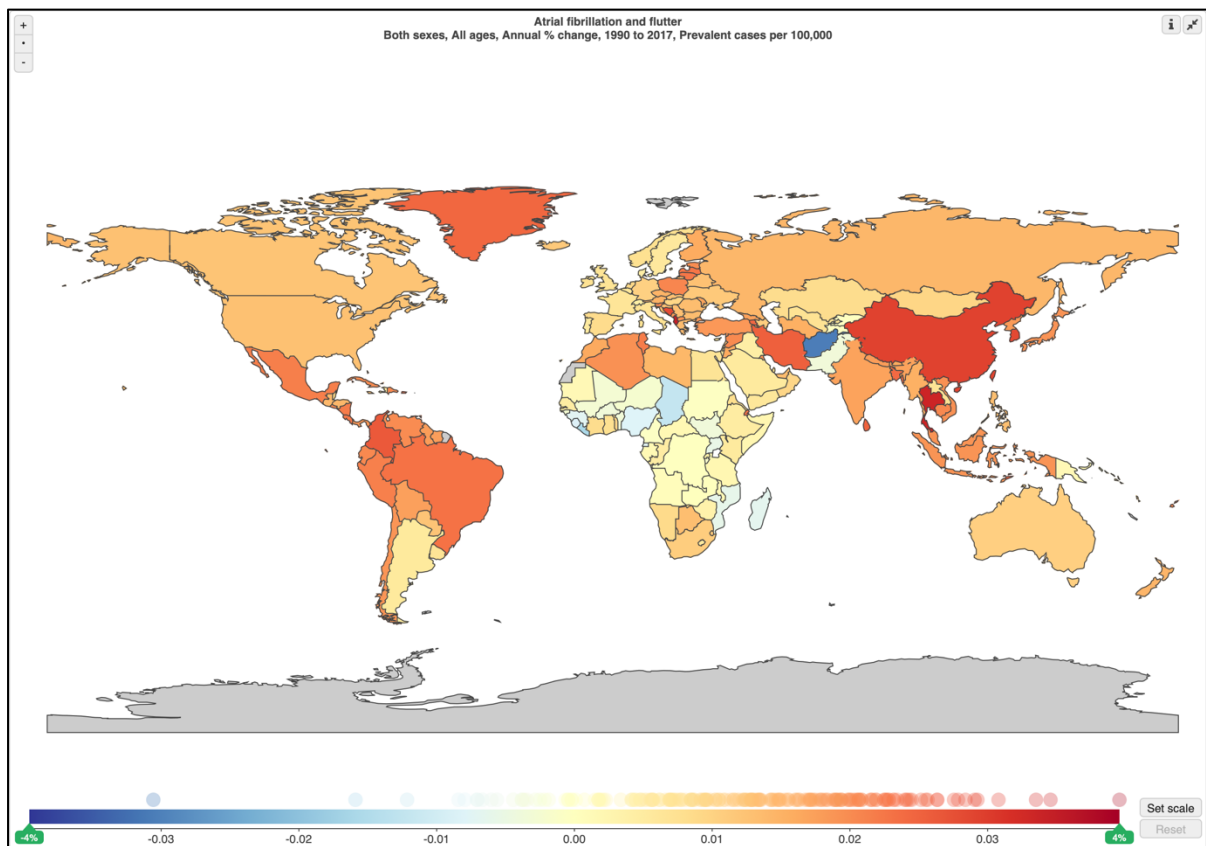 +
•
-
Atrial fibrillation and flutter
Both sexes, All ages, Annual % change, 1990 to 2017, Prevalent cases per 100,000
i
Set scale
Reset
-4%
-0.03
-0.02
-0.01
0.00
0.01
0.02
0.03
4%